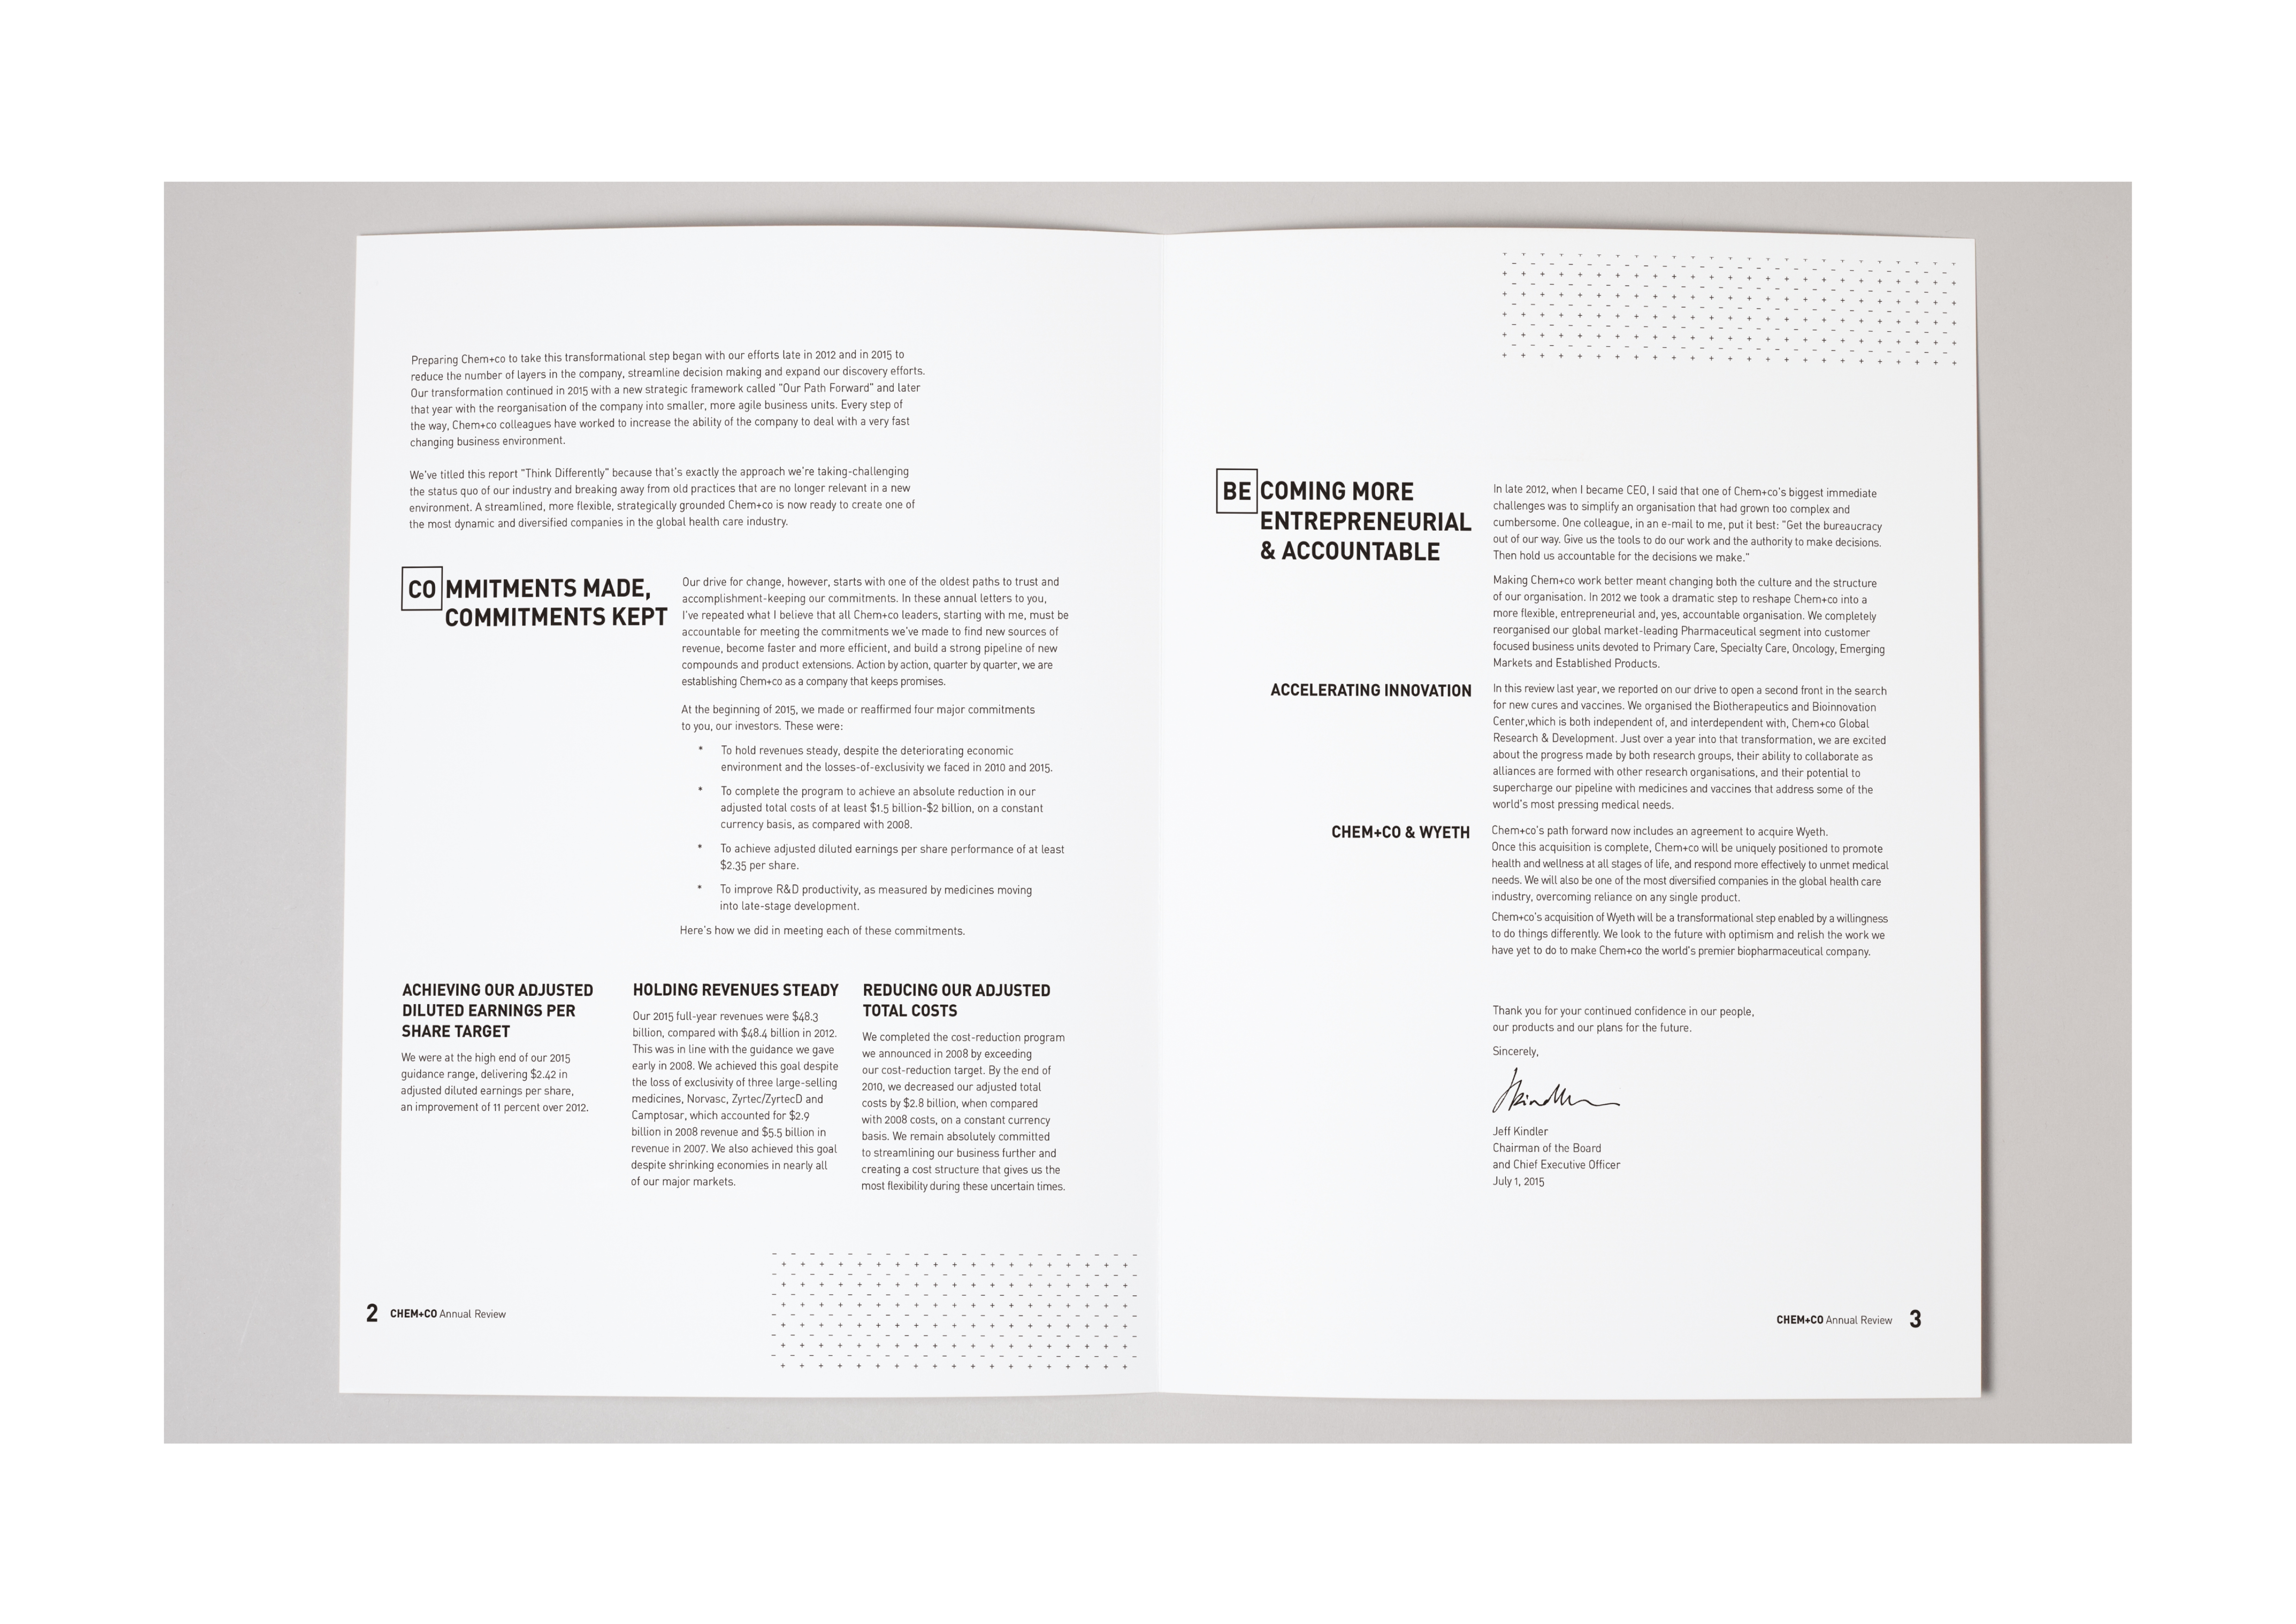 Preparing Chem+co to take this transformational step began with our efforts late in 2012 and in 2015 to
reduce the number of layers in the company, streamline decision making and expand our discovery efforts.
Our transformation continued in 2015 with a new strategic framework called "Our Path Forward" and later
that year with the reorganisation of the company into smaller, more agile business units. Every step of
the way, Chem+co colleagues have worked to increase the ability of the company to deal with a very fast
changing business environment.
We've titled this report "Think Differently" because that's exactly the approach we're taking-challenging
the status quo of our industry and breaking away from old practices that are no longer relevant in a new
environment. A streamlined, more flexible, strategically grounded Chem+co is now ready to create one of
the most dynamic and diversified companies in the global health care industry.
COMMITMENTS MADE,
COMMITMENTS KEPT
Our drive for change, however, starts with one of the oldest paths to trust and
accomplishment-keeping our commitments. In these annual letters to you,
I've repeated what I believe that all Chem+co leaders, starting with me, must be
accountable for meeting the commitments we've made to find new sources of
revenue, become faster and more efficient, and build a strong pipeline of new
compounds and product extensions. Action by action, quarter by quarter, we are
establishing Chem+co as a company that keeps promises.
At the beginning of 2015, we made or reaffirmed four major commitments
to you, our investors. These were:
* To hold revenues steady, despite the deteriorating economic
environment and the losses-of-exclusivity we faced in 2010 and 2015.
* To complete the program to achieve an absolute reduction in our
adjusted total costs of at least $1.5 billion-$2 billion, on a constant
currency basis, as compared with 2008.
* To achieve adjusted diluted earnings per share performance of at least
$2.35 per share.
* To improve R&D productivity, as measured by medicines moving
into late-stage development.
Here's how we did in meeting each of these commitments.
ACHIEVING OUR ADJUSTED
DILUTED EARNINGS PER
SHARE TARGET
We were at the high end of our 2015
guidance range, delivering $2.42 in
adjusted diluted earnings per share,
an improvement of 11 percent over 2012.
HOLDING REVENUES STEADY
Our 2015 full-year revenues were $48.3
billion, compared with $48.4 billion in 2012.
This was in line with the guidance we gave
early in 2008. We achieved this goal despite
the loss of exclusivity of three large-selling
medicines, Norvasc, Zyrtec/ZyrtecD and
Camptosar, which accounted for $2.9
billion in 2008 revenue and $5.5 billion in
revenue in 2007. We also achieved this goal
despite shrinking economies in nearly all
of our major markets.
REDUCING OUR ADJUSTED
TOTAL COSTS
We completed the cost-reduction program
we announced in 2008 by exceeding
our cost-reduction target. By the end of
2010, we decreased our adjusted total
costs by $2.8 billion, when compared
with 2008 costs, on a constant currency
basis. We remain absolutely committed
to streamlining our business further and
creating a cost structure that gives us the
most flexibility during these uncertain times.
2 CHEM+CO Annual Review
BECOMING MORE
ENTREPRENEURIAL
& ACCOUNTABLE
In late 2012, when I became CEO, I said that one of Chem+co's biggest immediate
challenges was to simplify an organisation that had grown too complex and
cumbersome. One colleague, in an e-mail to me, put it best: "Get the bureaucracy
out of our way. Give us the tools to do our work and the authority to make decisions.
Then hold us accountable for the decisions we make."
Making Chem+co work better meant changing both the culture and the structure
of our organisation. In 2012 we took a dramatic step to reshape Chem+co into a
more flexible, entrepreneurial and, yes, accountable organisation. We completely
reorganised our global market-leading Pharmaceutical segment into customer
focused business units devoted to Primary Care, Specialty Care, Oncology, Emerging
Markets and Established Products.
ACCELERATING INNOVATION
In this review last year, we reported on our drive to open a second front in the search
for new cures and vaccines. We organised the Biotherapeutics and Bioinnovation
Center,which is both independent of, and interdependent with, Chem+co Global
Research & Development. Just over a year into that transformation, we are excited
about the progress made by both research groups, their ability to collaborate as
alliances are formed with other research organisations, and their potential to
supercharge our pipeline with medicines and vaccines that address some of the
world's most pressing medical needs.
CHEM+CO & WYETH
Chem+co's path forward now includes an agreement to acquire Wyeth.
Once this acquisition is complete, Chem+co will be uniquely positioned to promote
health and wellness at all stages of life, and respond more effectively to unmet medical
needs. We will also be one of the most diversified companies in the global health care
industry, overcoming reliance on any single product.
Chem+co's acquisition of Wyeth will be a transformational step enabled by a willingness
to do things differently. We look to the future with optimism and relish the work we
have yet to do to make Chem+co the world's premier biopharmaceutical company.
Thank you for your continued confidence in our people,
our products and our plans for the future.
Sincerely,
Jeff Kindler
Chairman of the Board
and Chief Executive Officer
July 1, 2015
CHEM+CO Annual Review 3